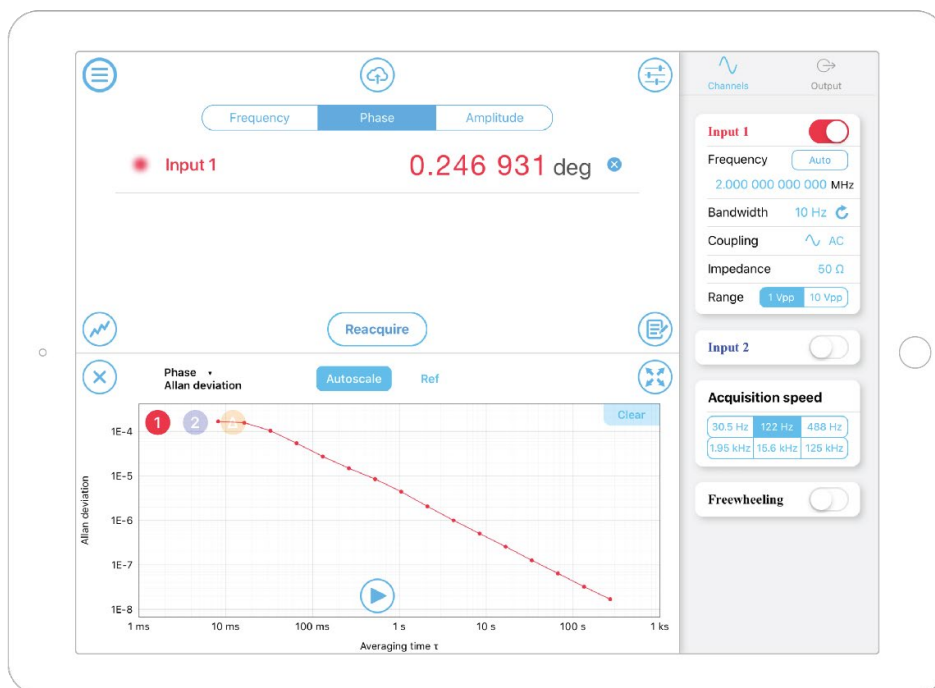 Frequency Phase Amplitude
Input 1 0.246 931 deg
Reacquire
Phase
Allan deviation
Autoscale Ref
Clear
1 2 Δ
Allan deviation
1E-4
1E-5
1E-6
1E-7
1E-8
1 ms 10 ms 100 ms 1 s 10 s 100 s 1 ks
Averaging time τ
Channels Output
Input 1
Frequency Auto
2.000 000 000 000 MHz
Bandwidth 10 Hz
Coupling AC
Impedance 50 Ω
Range 1 Vpp 10 Vpp
Input 2
Acquisition speed
30.5 Hz 122 Hz 488 Hz
1.95 kHz 15.6 kHz 125 kHz
Freewheeling